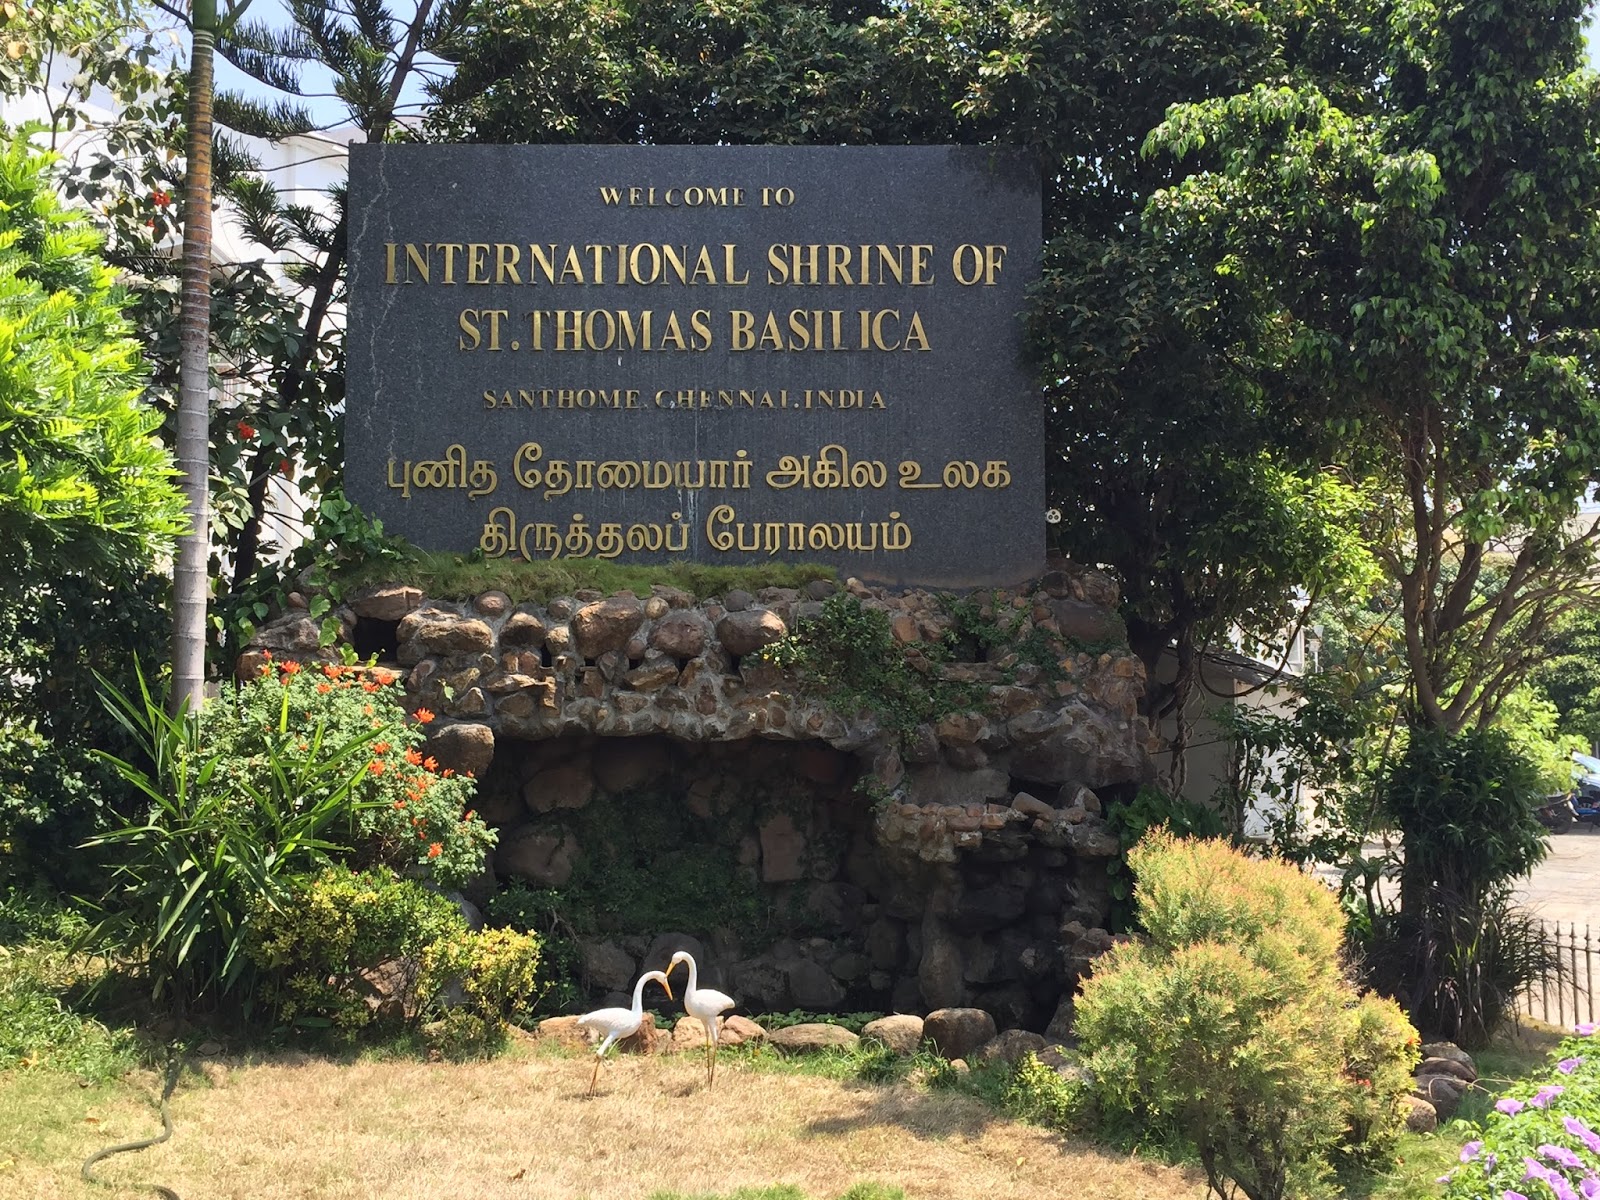 WELCOME TO
INTERNATIONAL SHRINE OF
ST. THOMAS BASILICA
SANTHOME, CHENNAI. INDIA
புனித தோமையார் அகில உலக
திருத்தலப் பேராலயம்